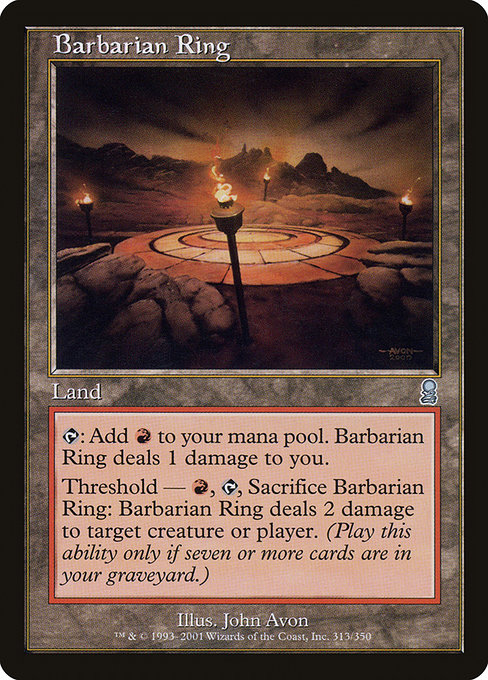 Barbarian Ring
AVON
2000
Land
: Add to your mana pool. Barbarian
Ring deals 1 damage to you.
Threshold — , , Sacrifice Barbarian
Ring: Barbarian Ring deals 2 damage
to target creature or player. (Play this
ability only if seven or more cards are in
your graveyard.)
Illus. John Avon
™ & © 1993–2001 Wizards of the Coast, Inc. 313/350